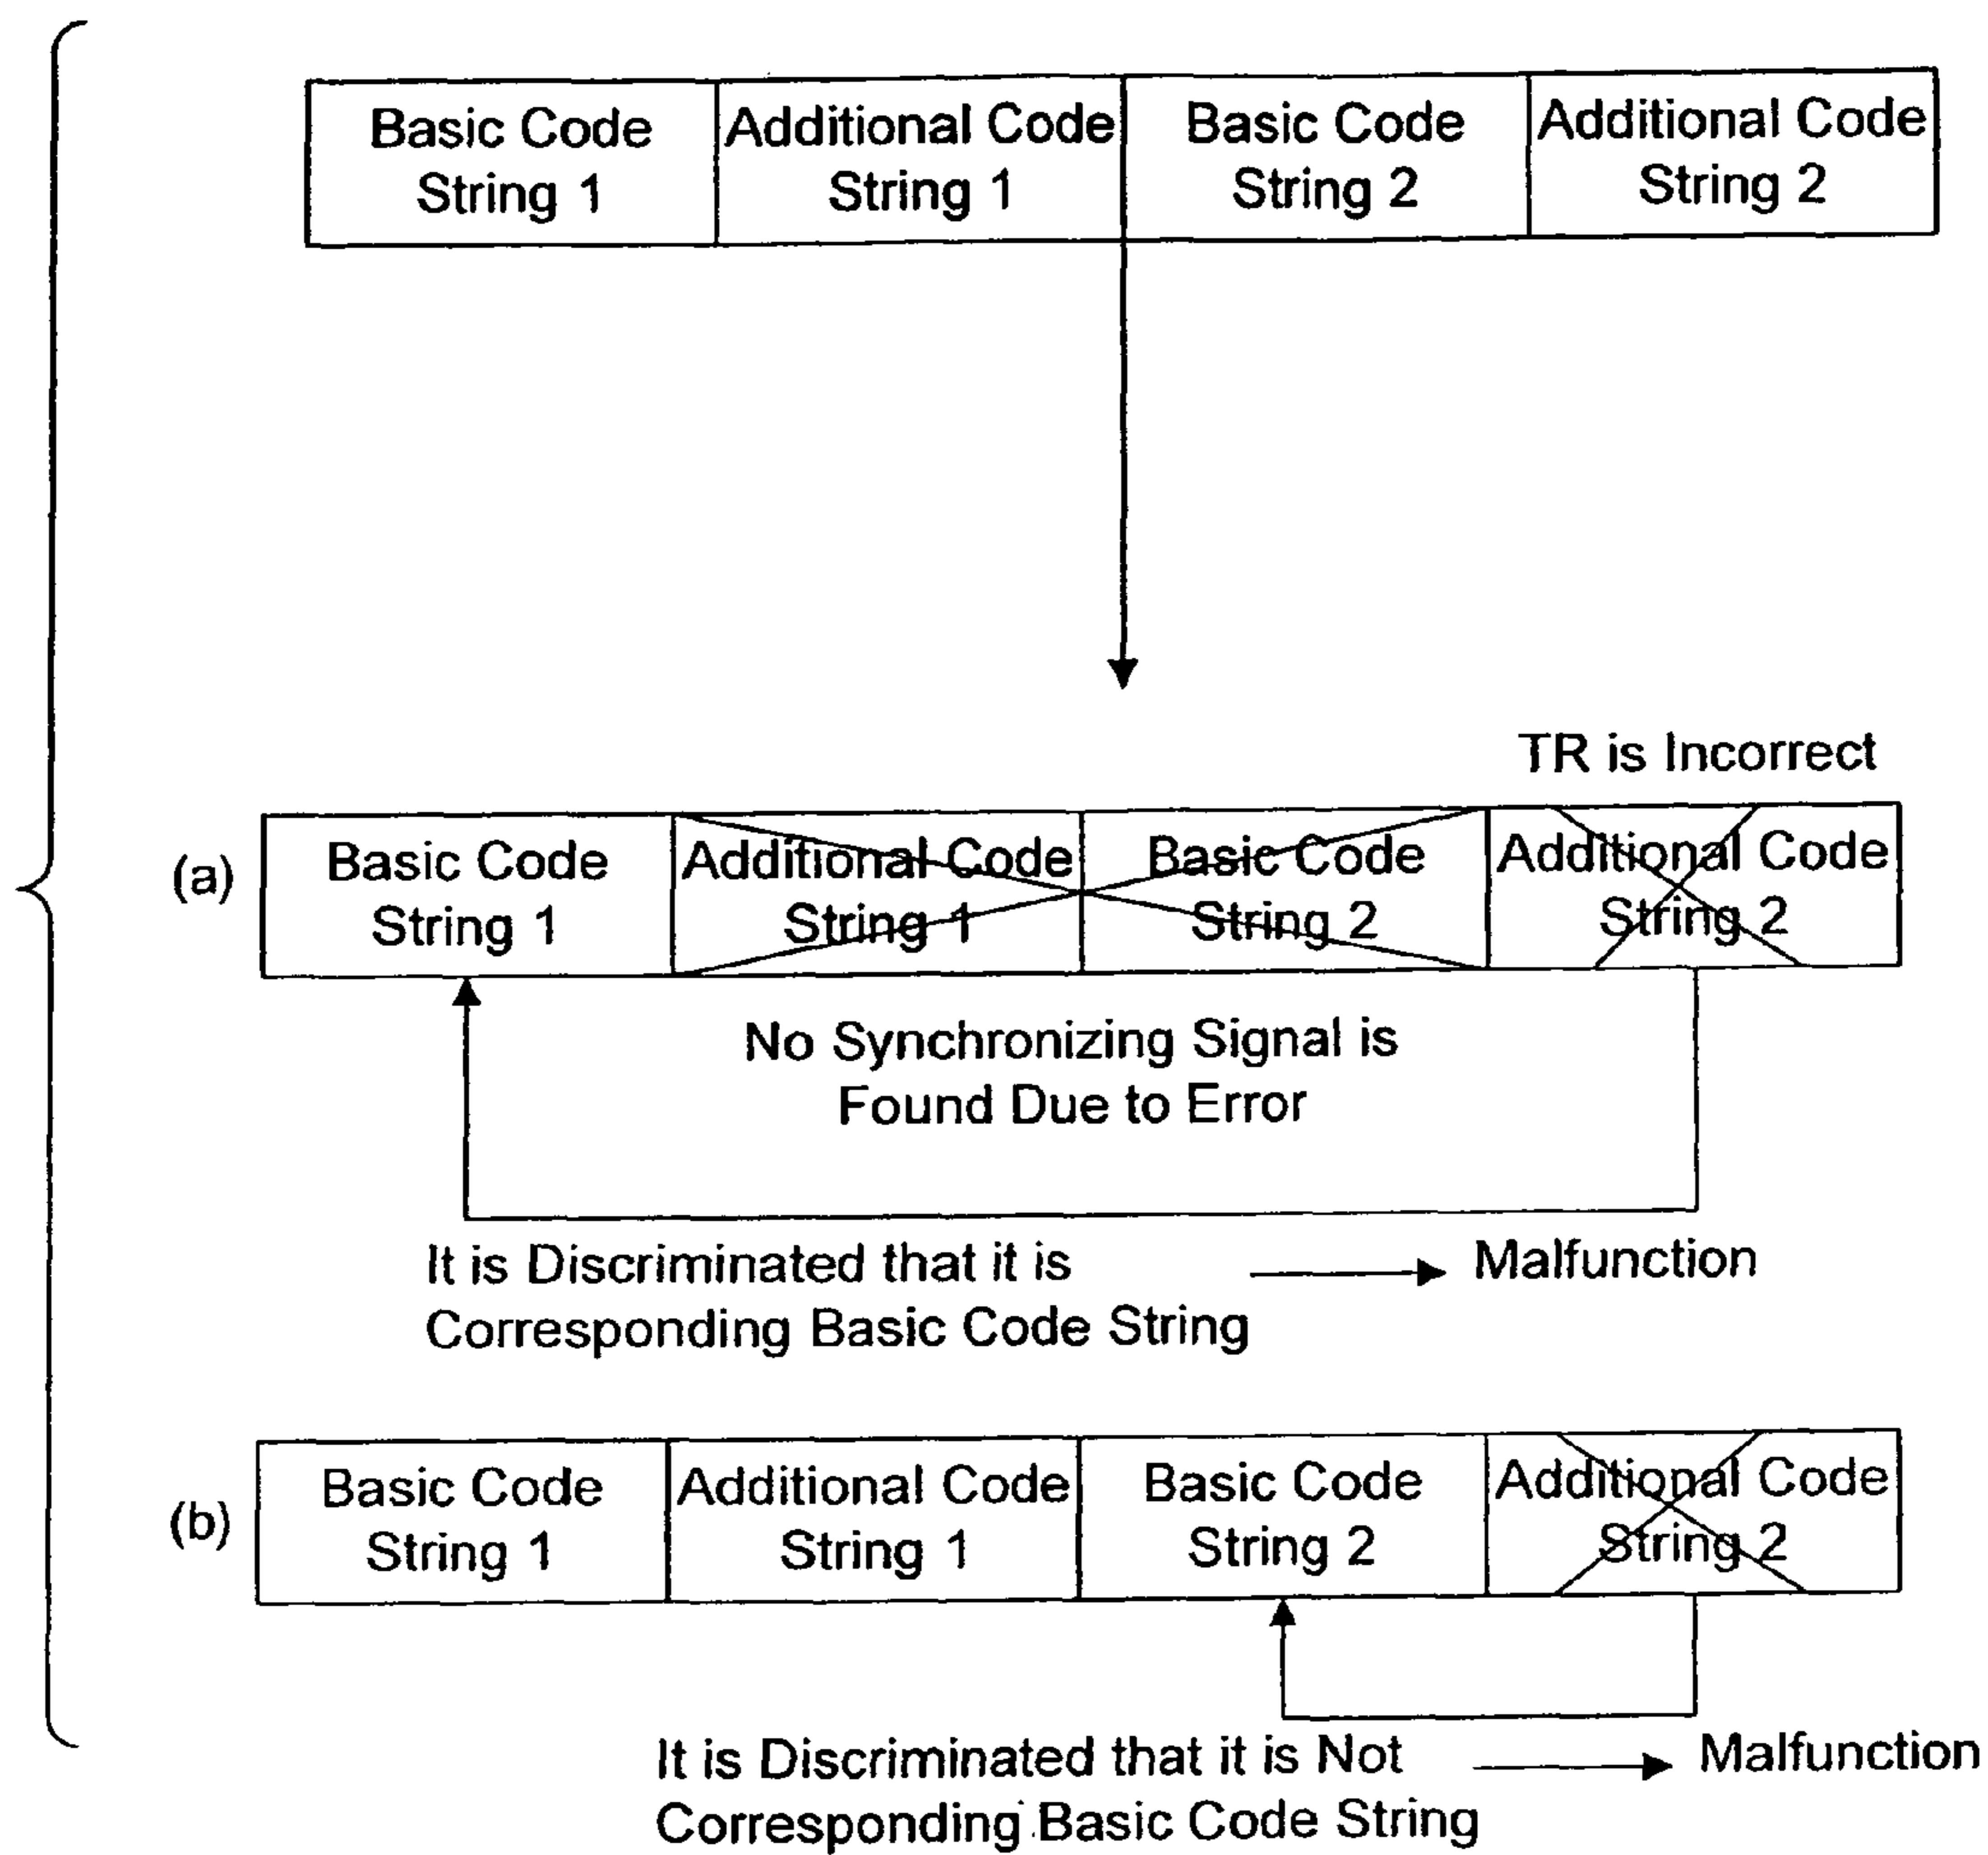 Basic Code
String 1
Additional Code
String 1
Basic Code
String 2
Additional Code
String 2
TR is Incorrect
(a)
Basic Code
String 1
Additional Code
String 1
Basic Code
String 2
Additional Code
String 2
No Synchronizing Signal is
Found Due to Error
It is Discriminated that it is
Corresponding Basic Code String
Malfunction
(b)
Basic Code
String 1
Additional Code
String 1
Basic Code
String 2
Additional Code
String 2
It is Discriminated that it is Not
Corresponding Basic Code String
Malfunction